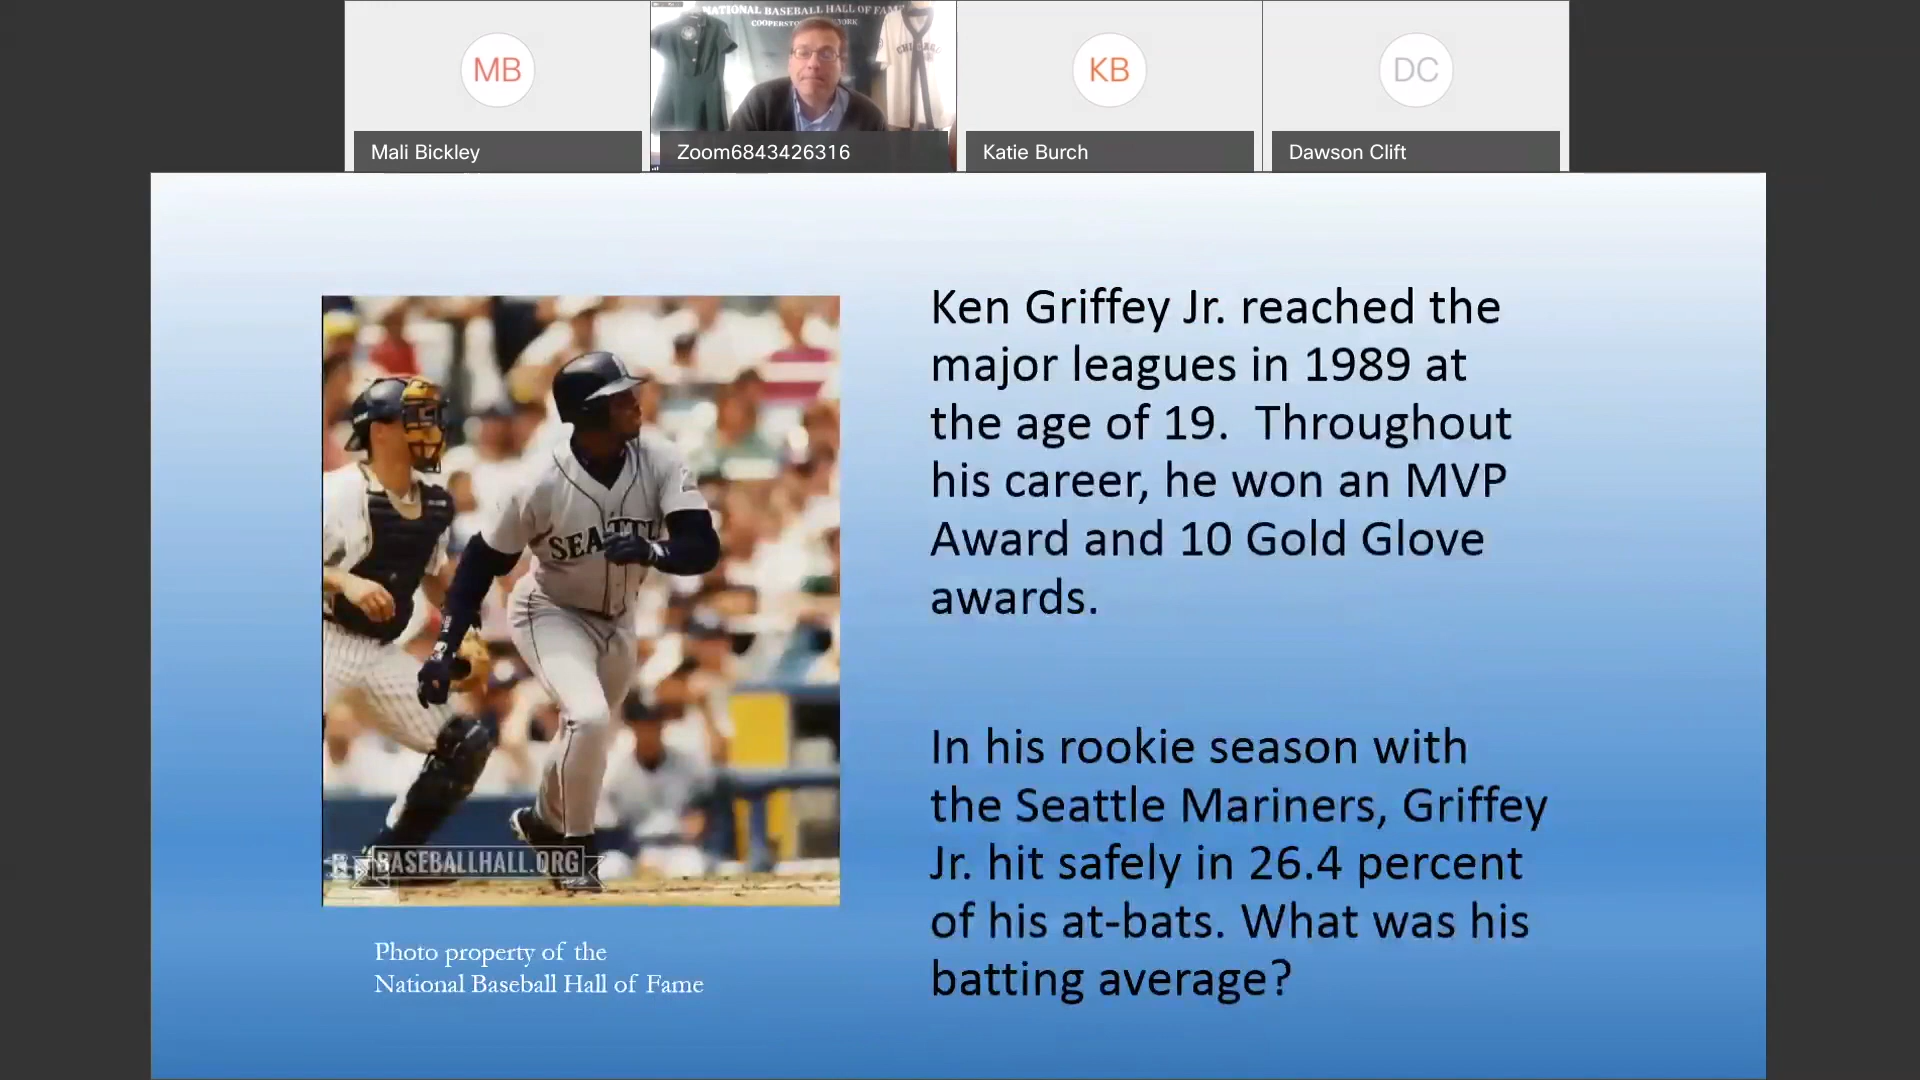 NATIONAL BASEBALL HALL OF FAME
MB
KB
DC
Mali Bickley
Zoom6843426316
Katie Burch
Dawson Clift
Ken Griffey Jr. reached the
major leagues in 1989 at
the age of 19. Throughout
his career, he won an MVP
Award and 10 Gold Glove
awards.
In his rookie season with
the Seattle Mariners, Griffey
Jr. hit safely in 26.4 percent
of his at-bats. What was his
batting average?
BASEBALLHALL.ORG
Photo property of the
National Baseball Hall of Fame